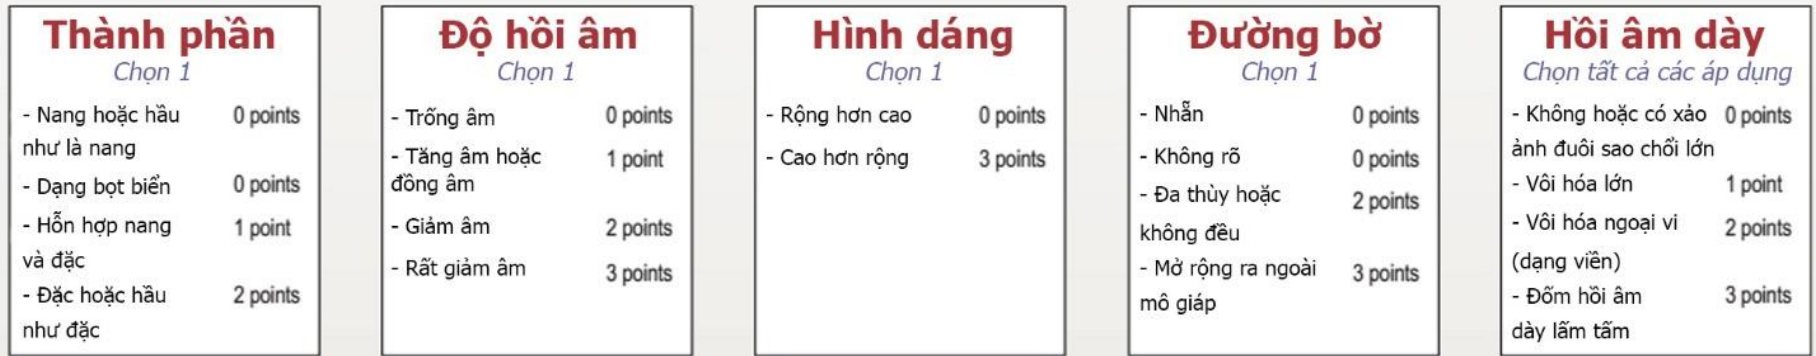 Thành phần
Chọn 1
- Nang hoặc hầu 0 points
như là nang
- Dạng bọt biển 0 points
- Hỗn hợp nang 1 point
và đặc
- Đặc hoặc hầu 2 points
như đặc
Độ hồi âm
Chọn 1
- Trống âm 0 points
- Tăng âm hoặc 1 point
đồng âm
- Giảm âm 2 points
- Rất giảm âm 3 points
Hình dáng
Chọn 1
- Rộng hơn cao 0 points
- Cao hơn rộng 3 points
Đường bờ
Chọn 1
- Nhẵn 0 points
- Không rõ 0 points
- Đa thùy hoặc 2 points
không đều
- Mở rộng ra ngoài 3 points
mô giáp
Hồi âm dày
Chọn tất cả các áp dụng
- Không hoặc có xảo 0 points
ảnh đuôi sao chổi lớn
- Vôi hóa lớn 1 point
- Vôi hóa ngoại vi 2 points
(dạng viền)
- Đốm hồi âm 3 points
dày lấm tấm